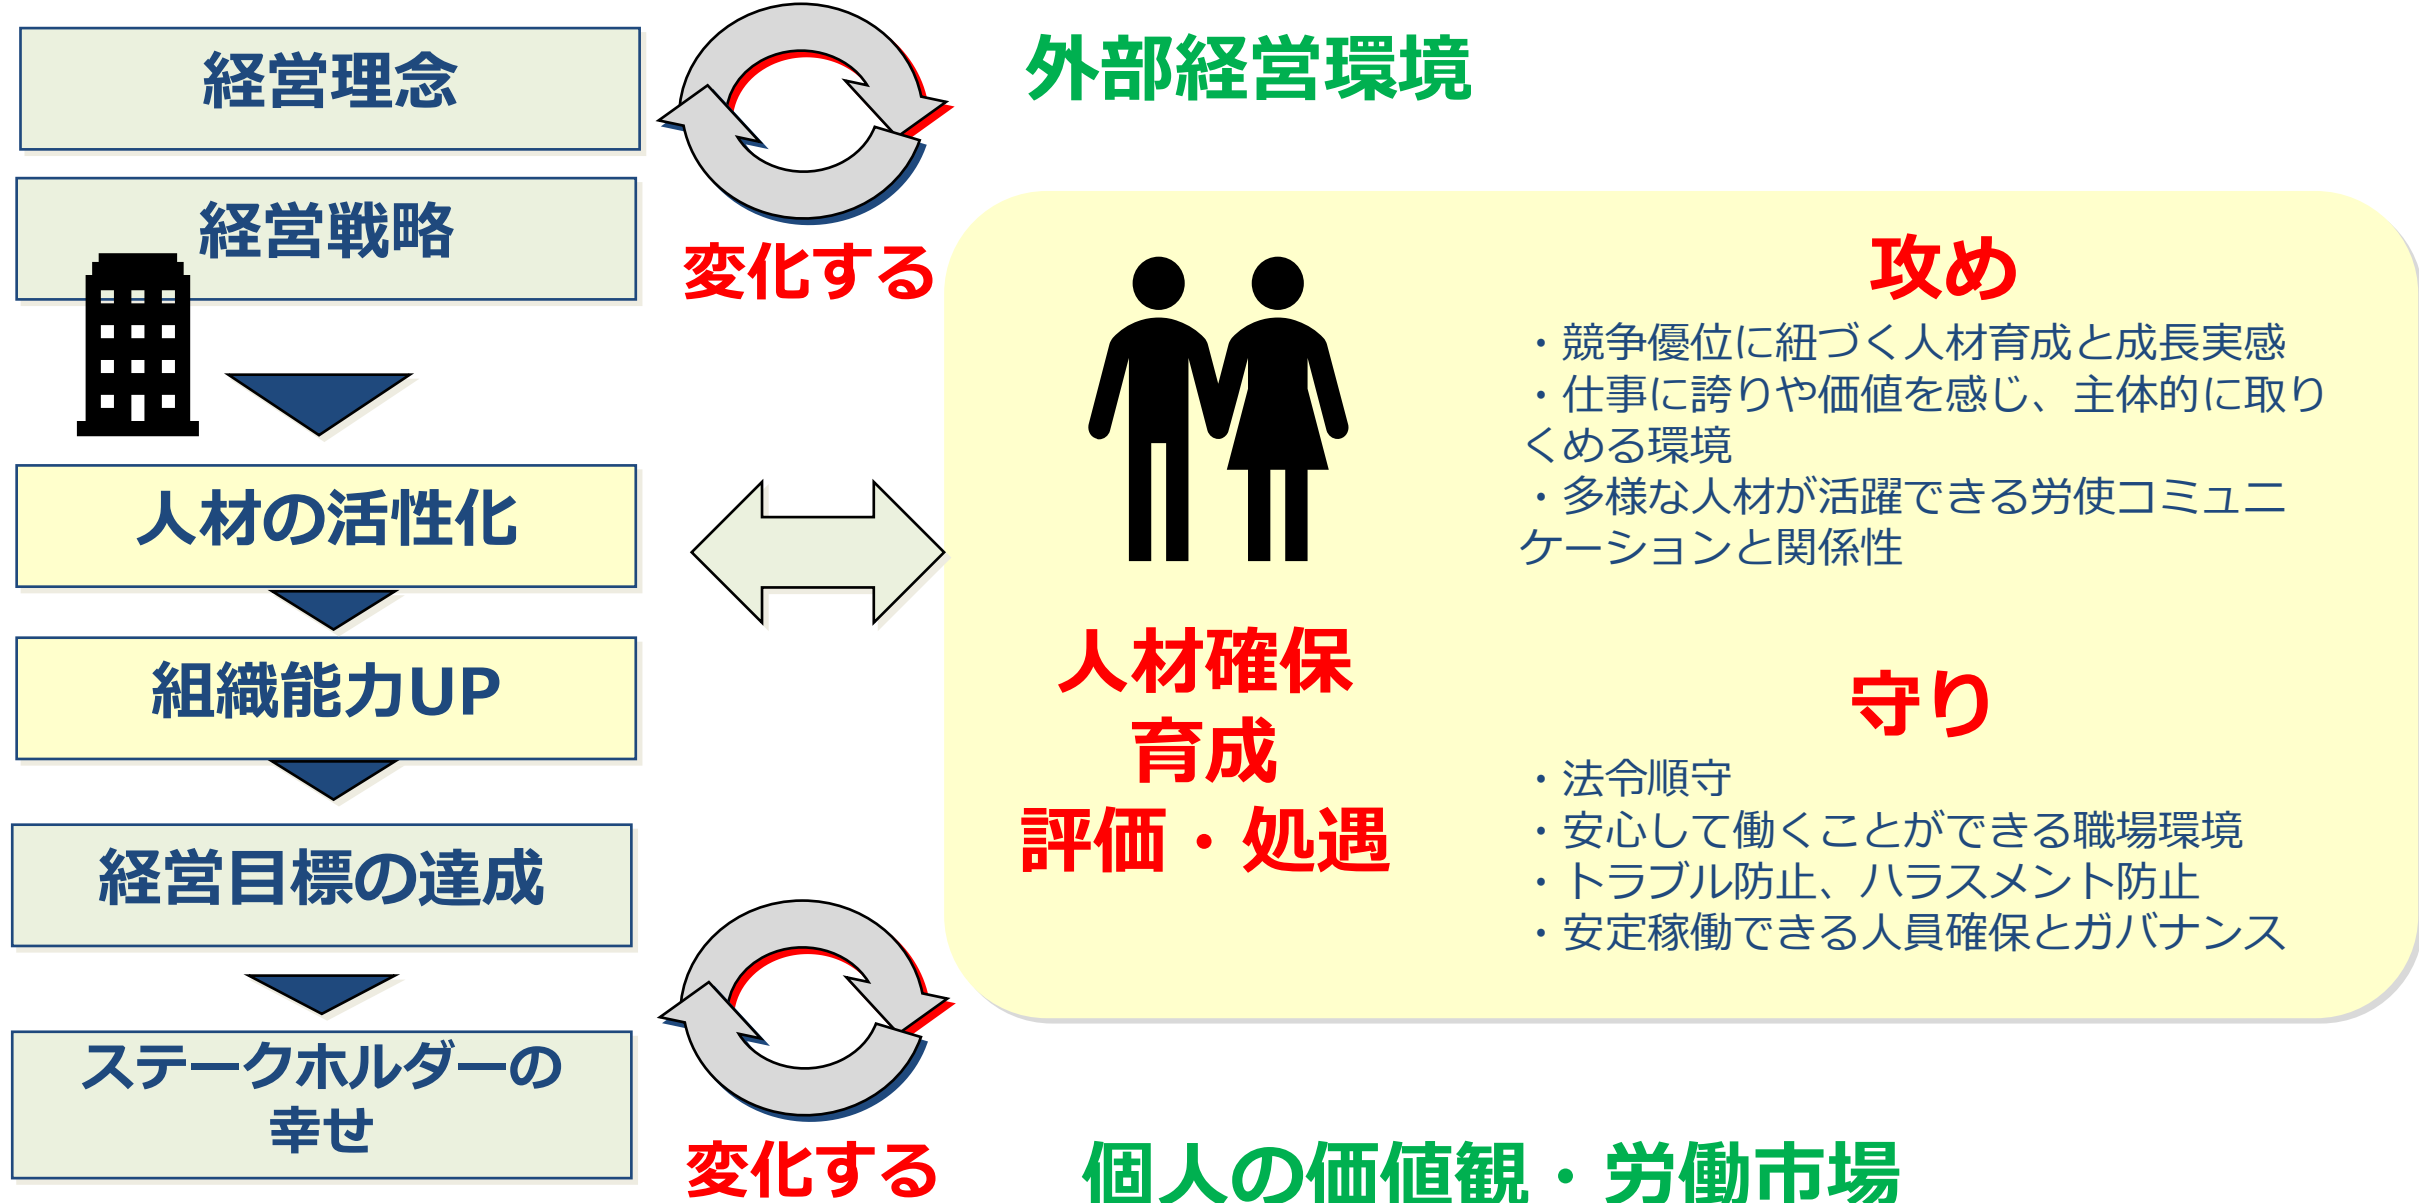 経営理念
経営戦略
人材の活性化
組織能力UP
経営目標の達成
ステークホルダーの
幸せ
変化する
変化する
外部経営環境
人材確保
育成
評価・処遇
攻め
・競争優位に紐づく人材育成と成長実感
・仕事に誇りや価値を感じ、主体的に取り
くめる環境
・多様な人材が活躍できる労使コミュニ
ケーションと関係性
守り
・法令順守
・安心して働くことができる職場環境
・トラブル防止、ハラスメント防止
・安定稼働できる人員確保とガバナンス
個人の価値観・労働市場